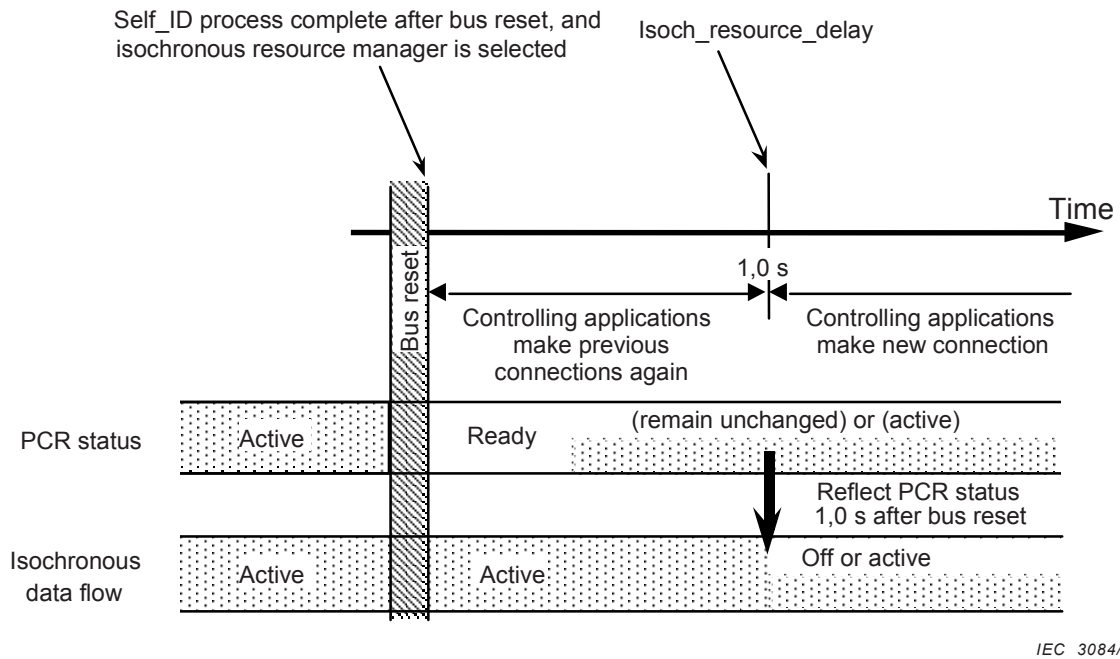 Self_ID process complete after bus reset, and
isochronous resource manager is selected
Isoch_resource_delay
Time
Bus reset
1,0 s
Controlling applications
make previous
connections again
Controlling applications
make new connection
PCR status
Active
Ready
(remain unchanged) or (active)
Reflect PCR status
1,0 s after bus reset
Isochronous
data flow
Active
Active
Off or active